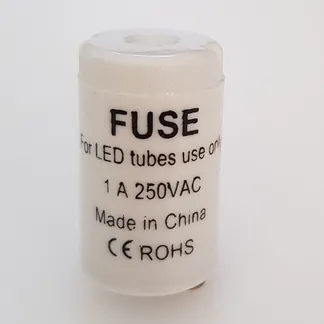 FUSE
For LED tubes use only
1 A 250VAC
Made in China
CE ROHS